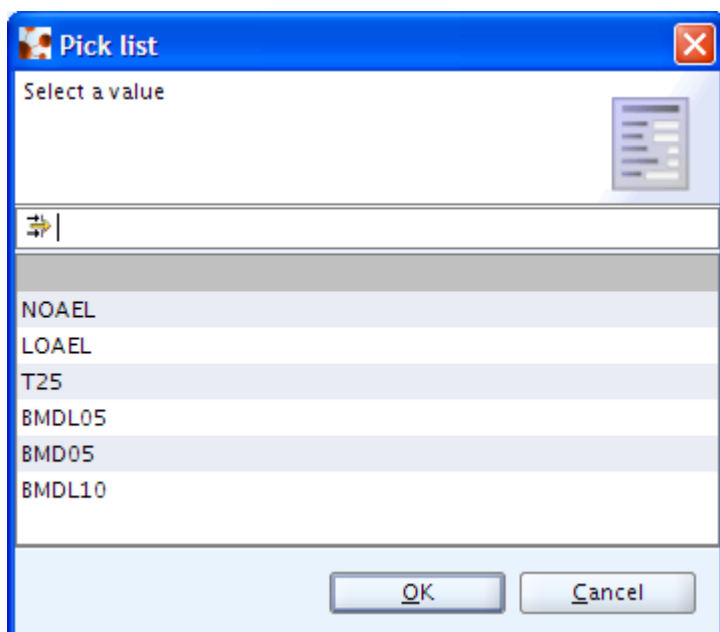 Pick list
Select a value
NOAEL
LOAEL
T25
BMDL05
BMD05
BMDL10
OK
Cancel